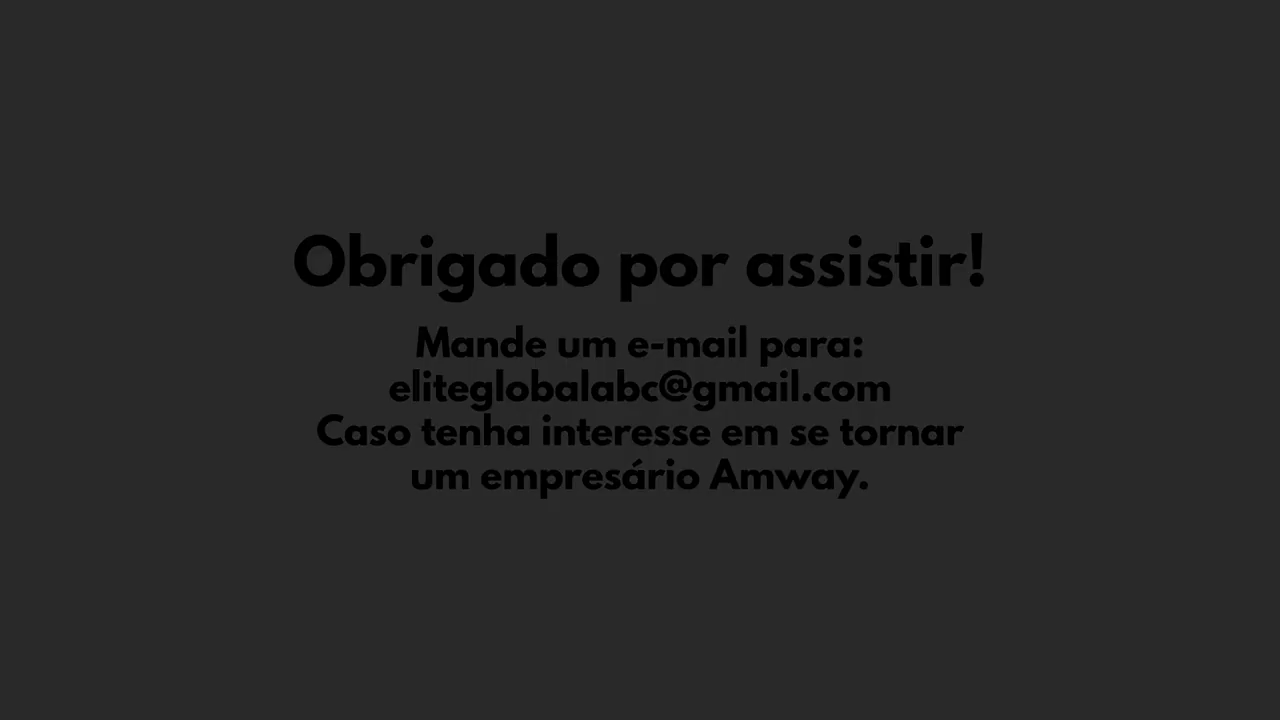 Obrigado por assistir!
Mande um e-mail para:
eliteglobalabc@gmail.com
Caso tenha interesse em se tornar
um empresário Amway.